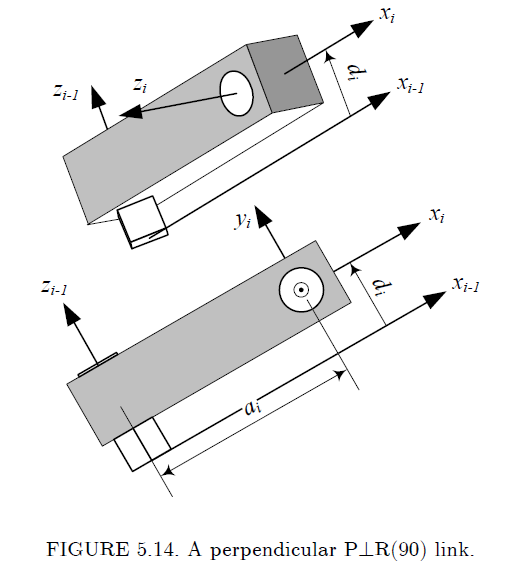 x_i
z_{i-1}
z_i
d_i
x_{i-1}
y_i
x_i
z_{i-1}
d_i
x_{i-1}
a_i
FIGURE 5.14. A perpendicular P⊥R(90) link.